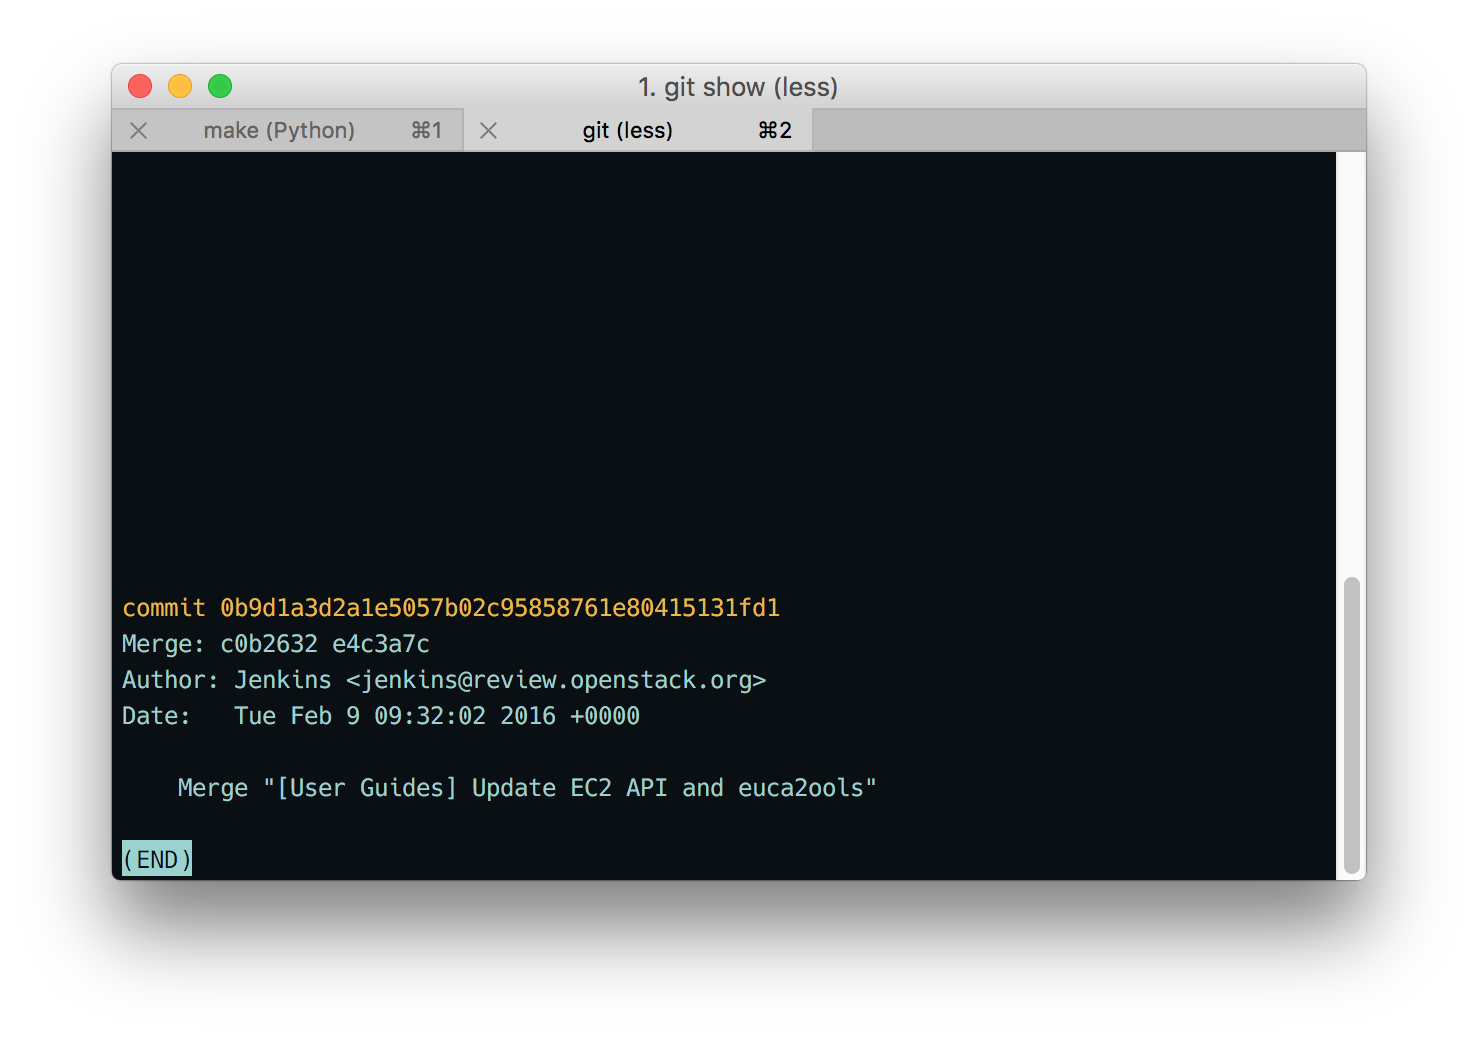 1. git show (less)
make (Python) ⌘1 git (less) ⌘2
commit 0b9d1a3d2a1e5057b02c95858761e80415131fd1
Merge: c0b2632 e4c3a7c
Author: Jenkins <jenkins@review.openstack.org>
Date:   Tue Feb 9 09:32:02 2016 +0000
    Merge "[User Guides] Update EC2 API and euca2ools"
(END)